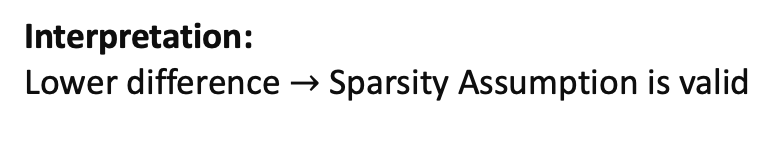 Interpretation:
Lower difference → Sparsity Assumption is valid